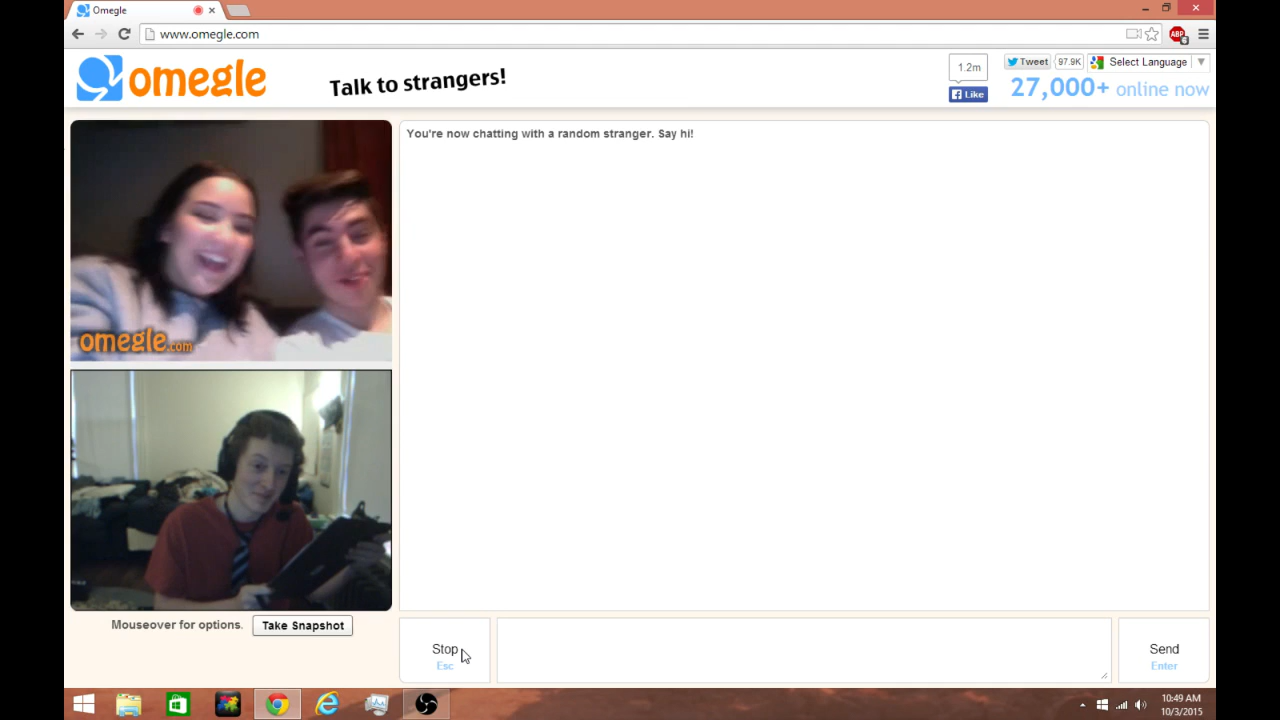 Omegle
www.omegle.com
ABP
omegle
Talk to strangers!
1.2m
Like
Tweet
97.9K
Select Language
27,000+ online now
You're now chatting with a random stranger. Say hi!
omegle.com
Mouseover for options.
Take Snapshot
Stop
Esc
Send
Enter
10:49 AM
10/3/2015